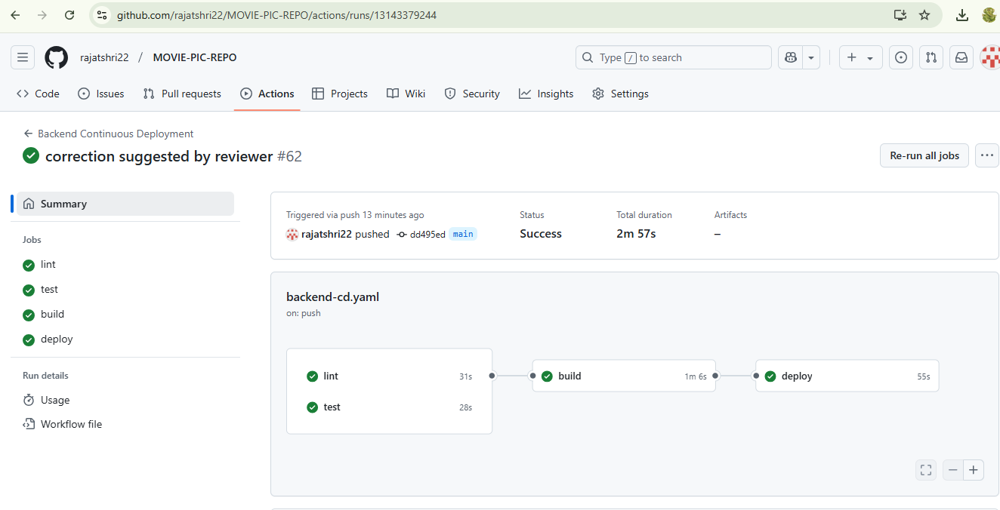 github.com/rajatshri22/MOVIE-PIC-REPO/actions/runs/13143379244
rajatshri22 / MOVIE-PIC-REPO
Type / to search
Code
Issues
Pull requests
Actions
Projects
Wiki
Security
Insights
Settings
Backend Continuous Deployment
correction suggested by reviewer #62
Re-run all jobs
Summary
Jobs
lint
test
build
deploy
Run details
Usage
Workflow file
Triggered via push 13 minutes ago
rajatshri22 pushed dd495ed main
Status
Success
Total duration
2m 57s
Artifacts
–
backend-cd.yaml
on: push
lint 31s
test 28s
build 1m 6s
deploy 55s